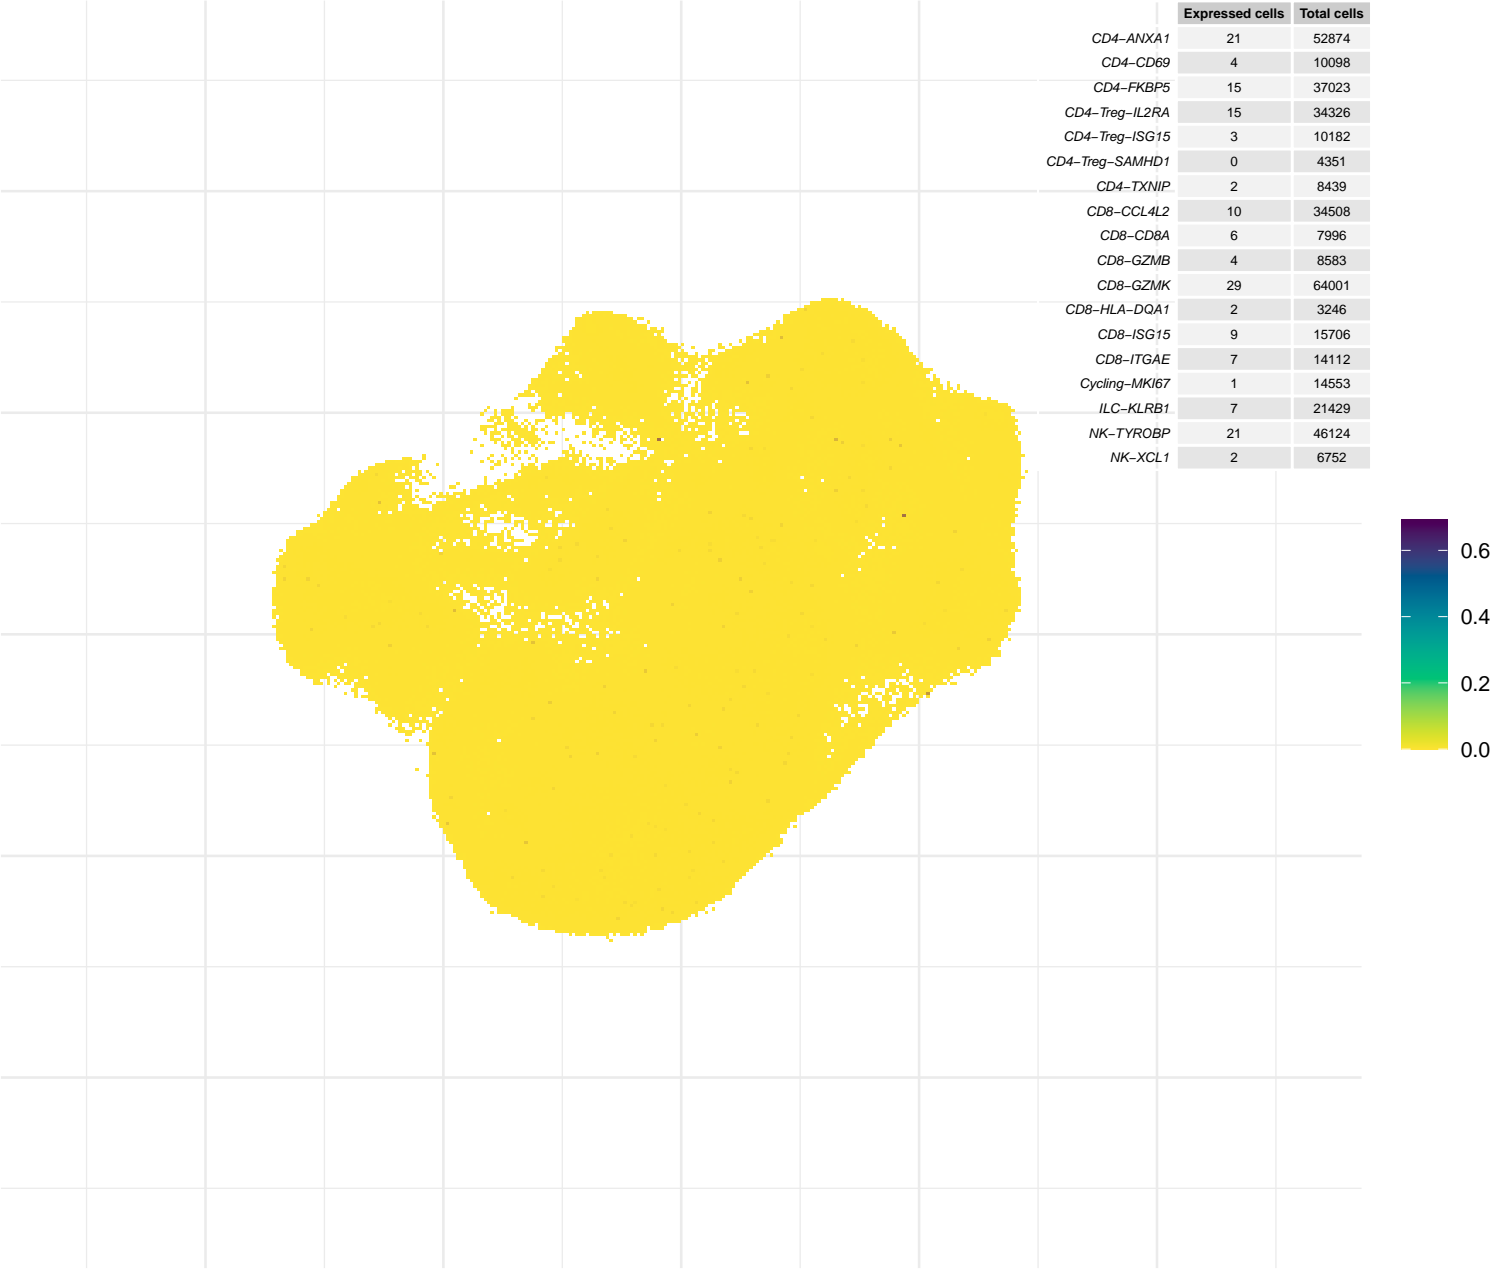 Expressed cells Total cells
CD4−ANXA1 21 52874
CD4−CD69 4 10098
CD4−FKBP5 15 37023
CD4−Treg−IL2RA 15 34326
CD4−Treg−ISG15 3 10182
CD4−Treg−SAMHD1 0 4351
CD4−TXNIP 2 8439
CD8−CCL4L2 10 34508
CD8−CD8A 6 7996
CD8−GZMB 4 8583
CD8−GZMK 29 64001
CD8−HLA−DQA1 2 3246
CD8−ISG15 9 15706
CD8−ITGAE 7 14112
Cycling−MKI67 1 14553
ILC−KLRB1 7 21429
NK−TYROBP 21 46124
NK−XCL1 2 6752
0.6
0.4
0.2
0.0